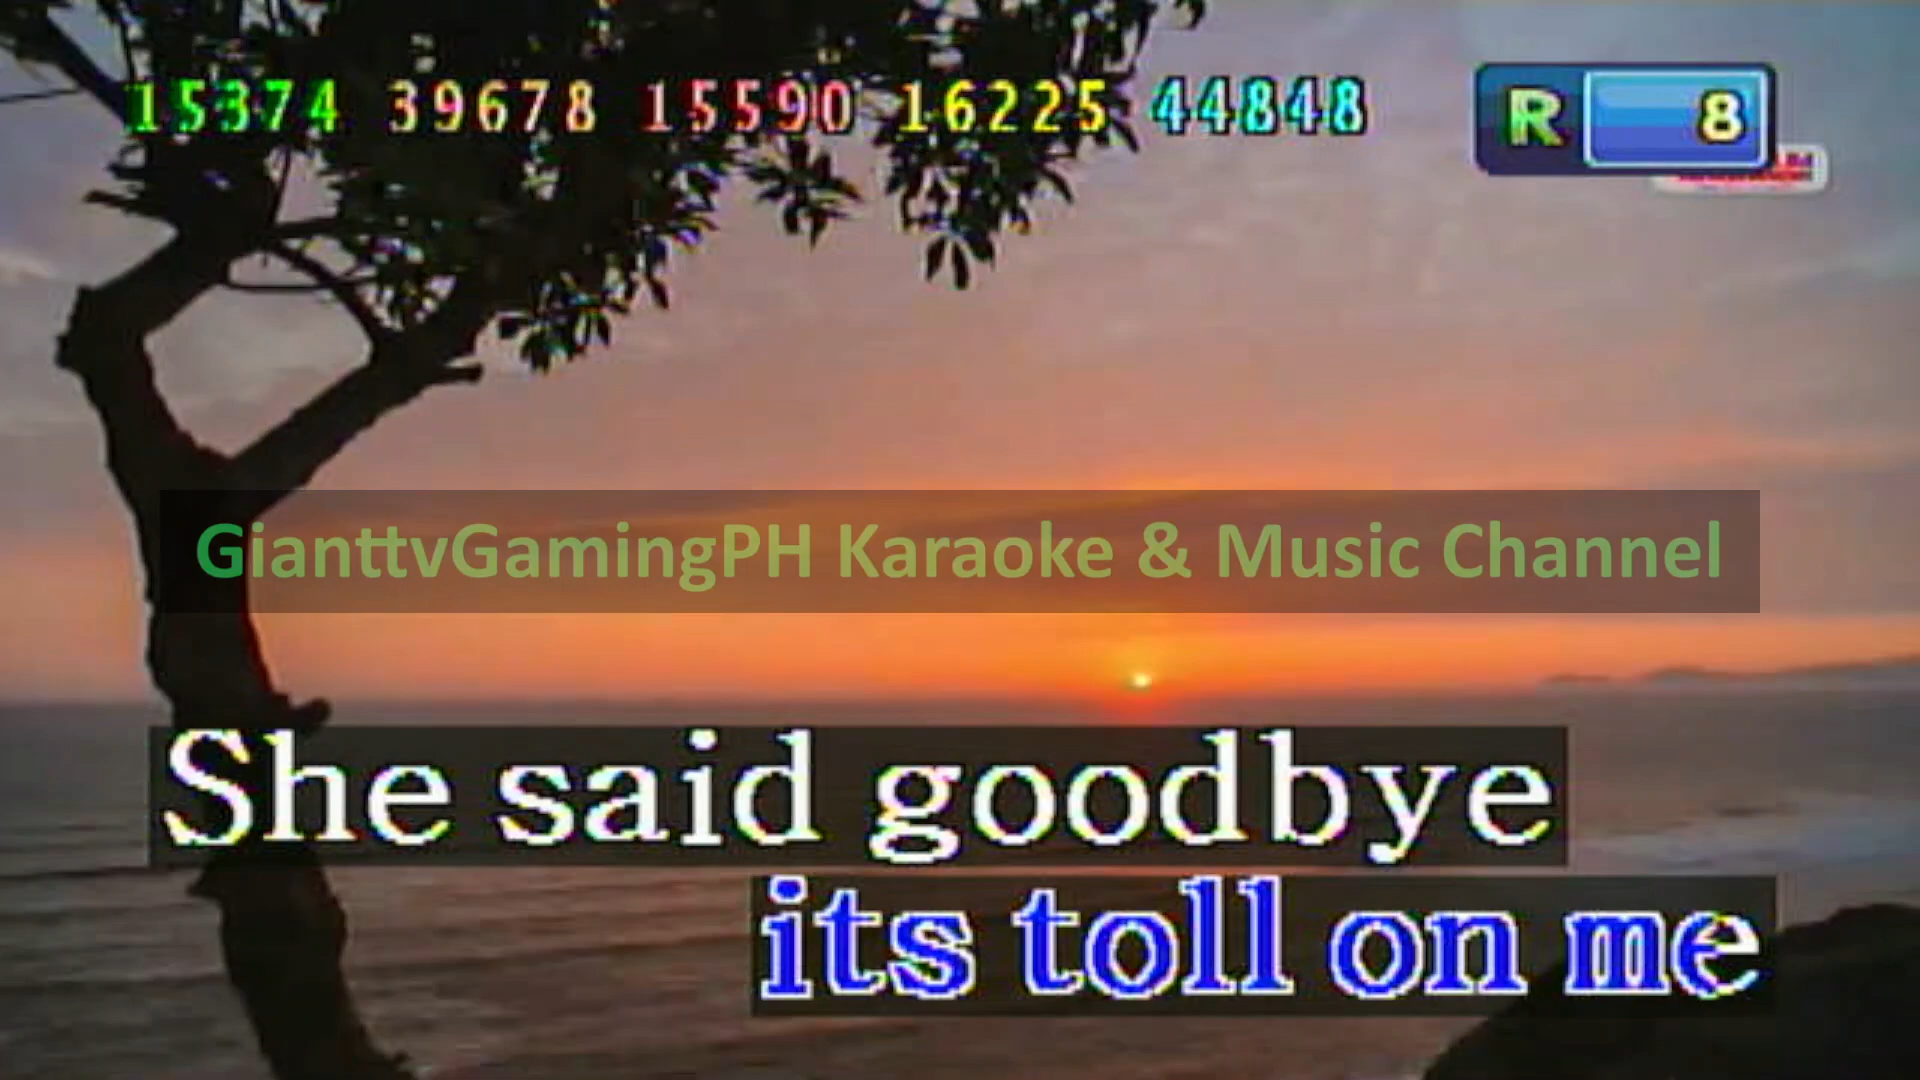 15374 39678 15590 16225 44848 R 8
GianttvGamingPH Karaoke & Music Channel
She said goodbye
its toll on me